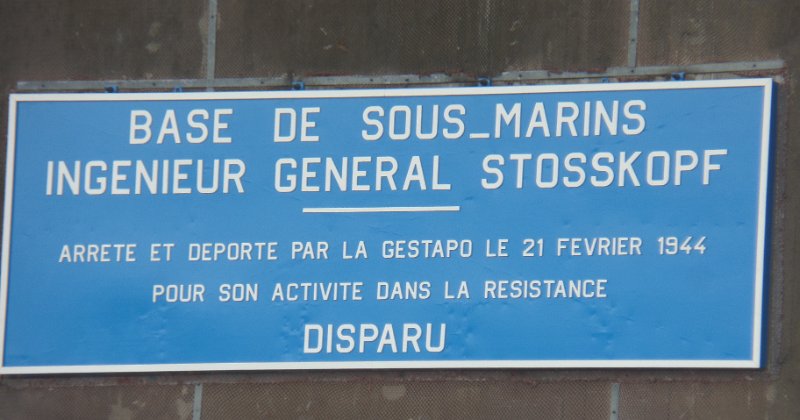 BASE DE SOUS_MARINS
INGENIEUR GENERAL STOSSKOPF
ARRETE ET DEPORTE PAR LA GESTAPO LE 21 FEVRIER 1944
POUR SON ACTIVITE DANS LA RESISTANCE
DISPARU